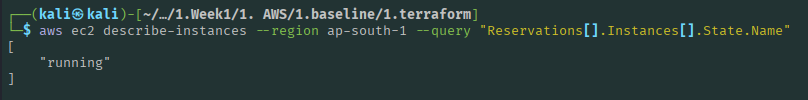 ┌──(kali㉿kali)-[~/…/1.Week1/1. AWS/1.baseline/1.terraform]
└─$ aws ec2 describe-instances --region ap-south-1 --query "Reservations[].Instances[].State.Name"
[
    "running"
]